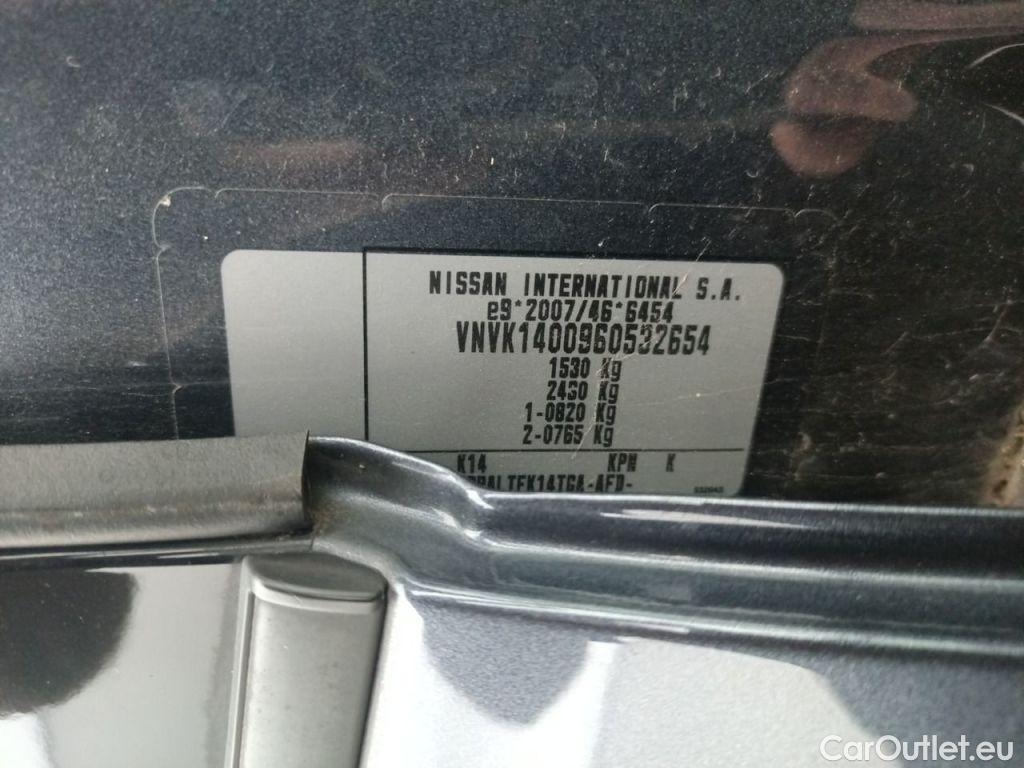 NISSAN INTERNATIONAL S.A.
e9*2007/46*6454
VNVK1400960532654
1530 Kg
2430 Kg
1-0820 Kg
2-0765 Kg
K14 KPN K
CarOutlet.eu